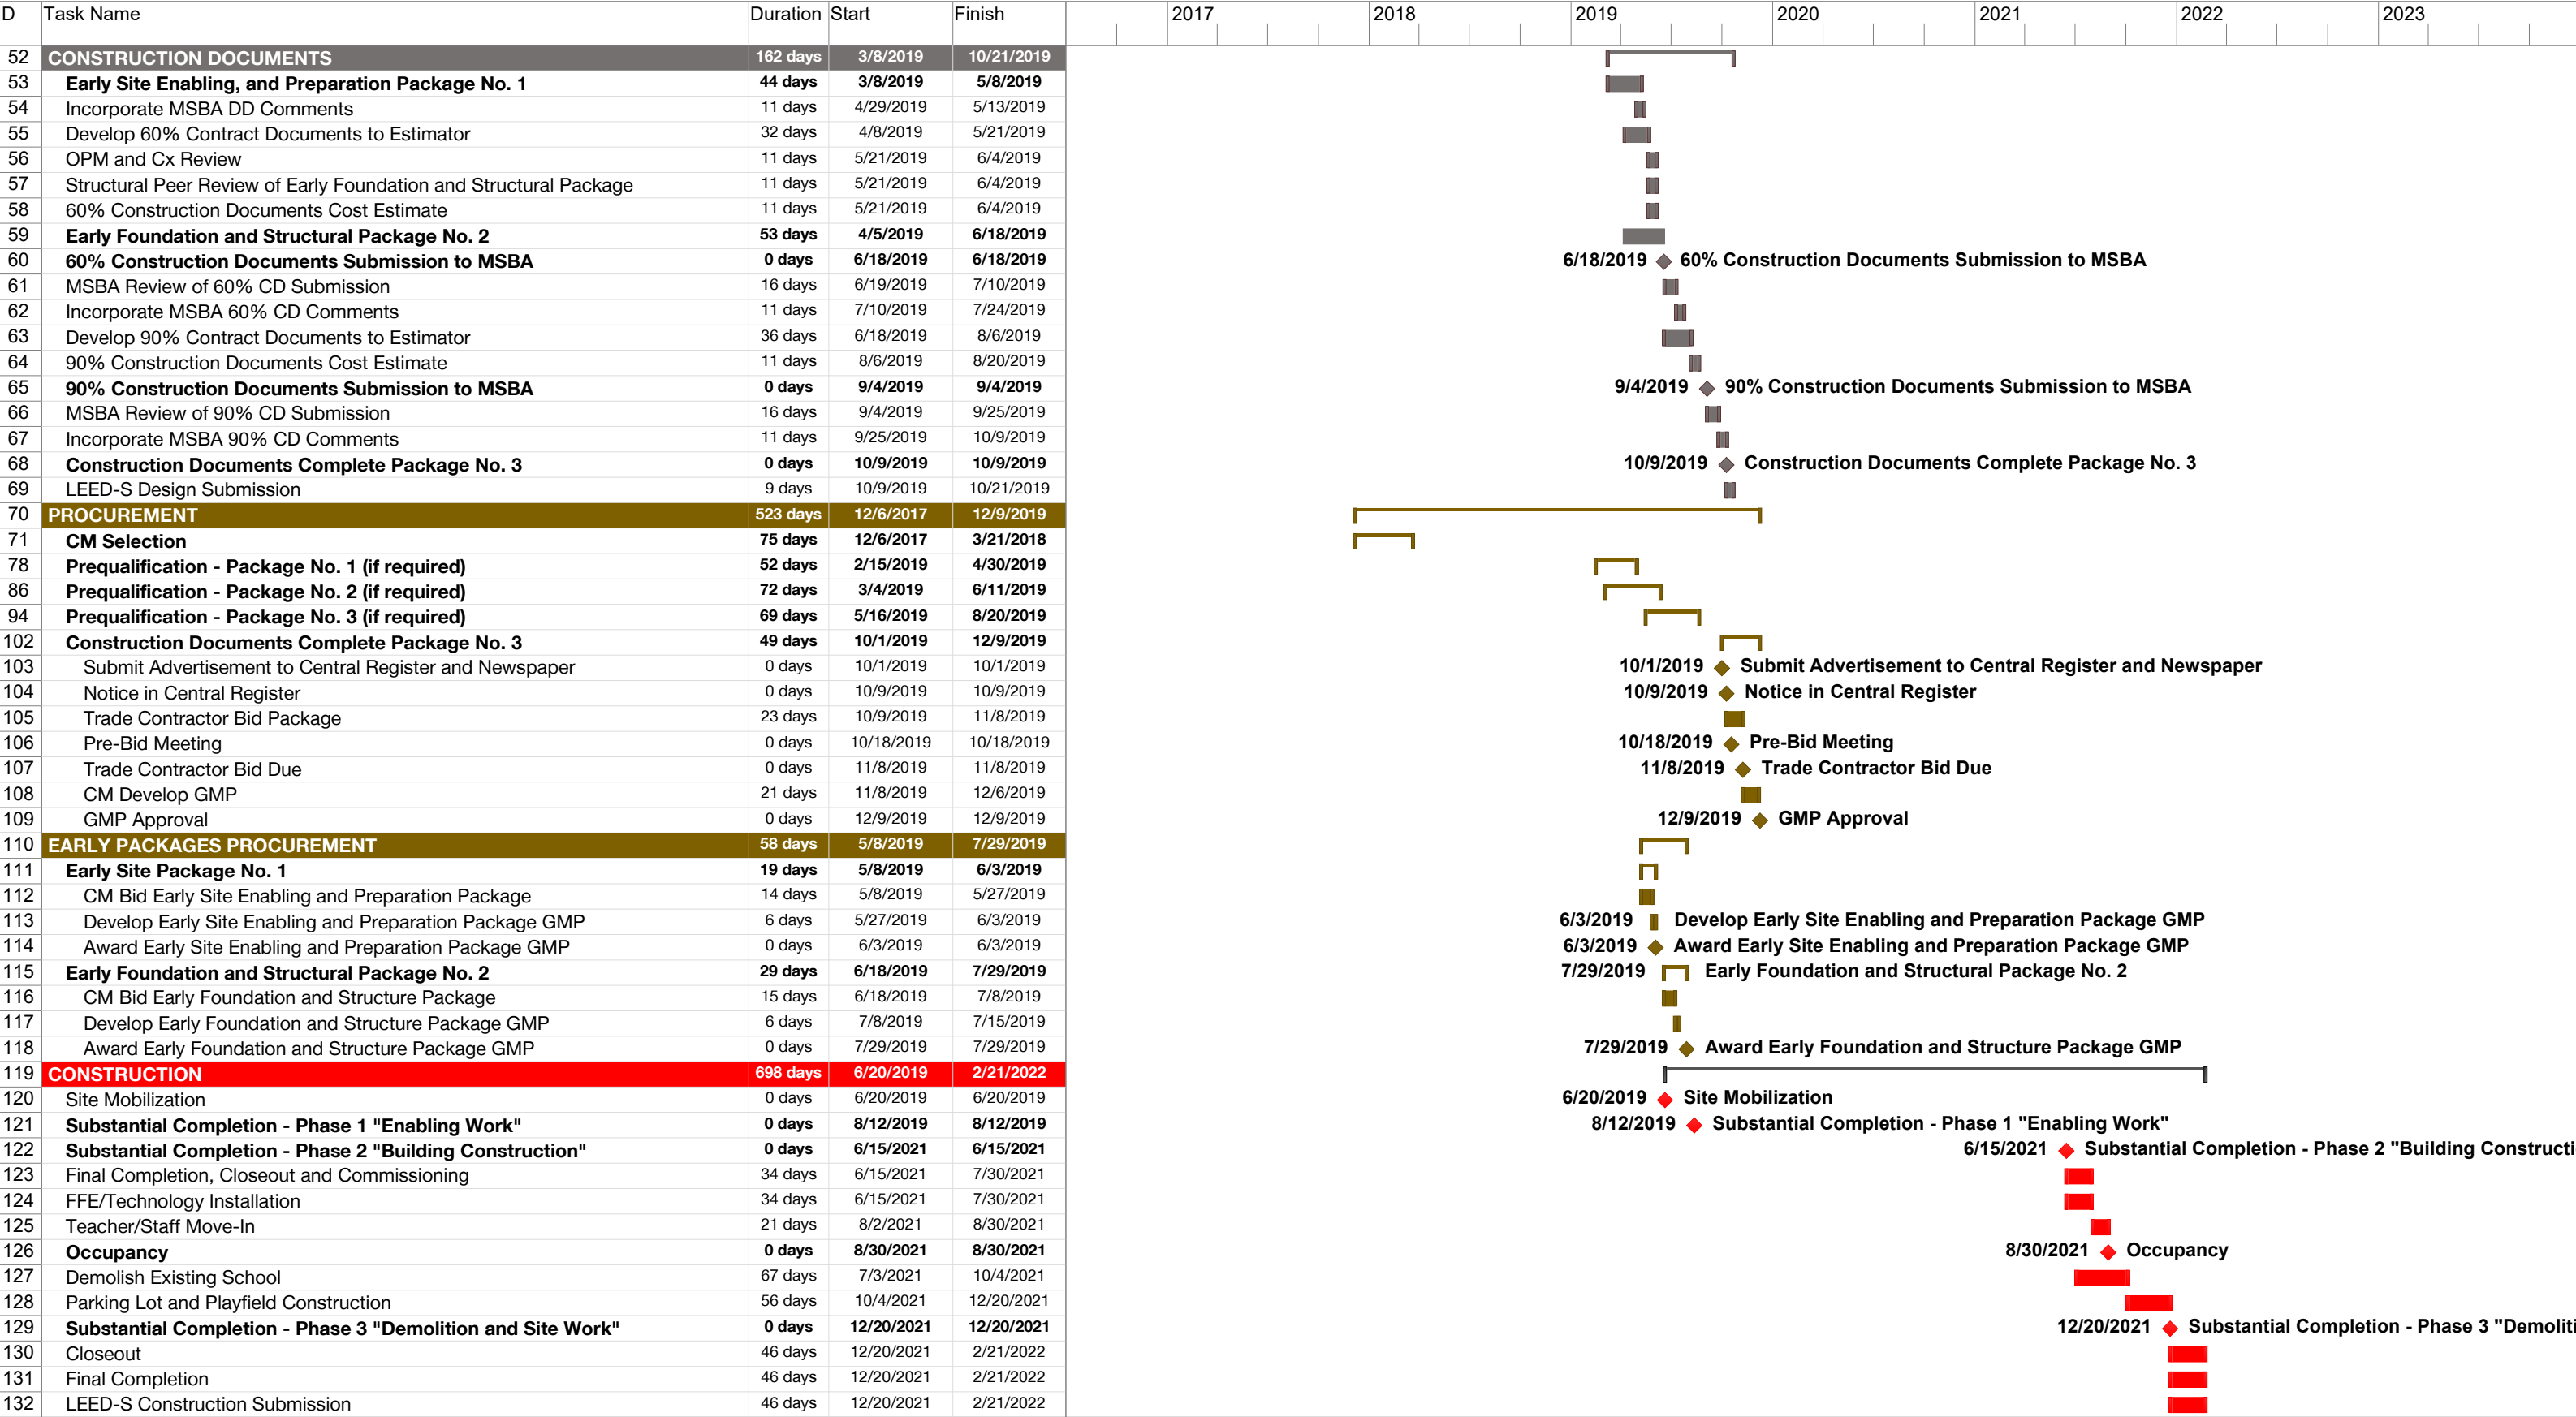 D Task Name Duration Start Finish 2017 2018 2019 2020 2021 2022 2023
52 CONSTRUCTION DOCUMENTS 162 days 3/8/2019 10/21/2019
53 Early Site Enabling, and Preparation Package No. 1 44 days 3/8/2019 5/8/2019
54 Incorporate MSBA DD Comments 11 days 4/29/2019 5/13/2019
55 Develop 60% Contract Documents to Estimator 32 days 4/8/2019 5/21/2019
56 OPM and Cx Review 11 days 5/21/2019 6/4/2019
57 Structural Peer Review of Early Foundation and Structural Package 11 days 5/21/2019 6/4/2019
58 60% Construction Documents Cost Estimate 11 days 5/21/2019 6/4/2019
59 Early Foundation and Structural Package No. 2 53 days 4/5/2019 6/18/2019
60 60% Construction Documents Submission to MSBA 0 days 6/18/2019 6/18/2019 6/18/2019 60% Construction Documents Submission to MSBA
61 MSBA Review of 60% CD Submission 16 days 6/19/2019 7/10/2019
62 Incorporate MSBA 60% CD Comments 11 days 7/10/2019 7/24/2019
63 Develop 90% Contract Documents to Estimator 36 days 6/18/2019 8/6/2019
64 90% Construction Documents Cost Estimate 11 days 8/6/2019 8/20/2019
65 90% Construction Documents Submission to MSBA 0 days 9/4/2019 9/4/2019 9/4/2019 90% Construction Documents Submission to MSBA
66 MSBA Review of 90% CD Submission 16 days 9/4/2019 9/25/2019
67 Incorporate MSBA 90% CD Comments 11 days 9/25/2019 10/9/2019
68 Construction Documents Complete Package No. 3 0 days 10/9/2019 10/9/2019 10/9/2019 Construction Documents Complete Package No. 3
69 LEED-S Design Submission 9 days 10/9/2019 10/21/2019
70 PROCUREMENT 523 days 12/6/2017 12/9/2019
71 CM Selection 75 days 12/6/2017 3/21/2018
78 Prequalification - Package No. 1 (if required) 52 days 2/15/2019 4/30/2019
86 Prequalification - Package No. 2 (if required) 72 days 3/4/2019 6/11/2019
94 Prequalification - Package No. 3 (if required) 69 days 5/16/2019 8/20/2019
102 Construction Documents Complete Package No. 3 49 days 10/1/2019 12/9/2019
103 Submit Advertisement to Central Register and Newspaper 0 days 10/1/2019 10/1/2019 10/1/2019 Submit Advertisement to Central Register and Newspaper
104 Notice in Central Register 0 days 10/9/2019 10/9/2019 10/9/2019 Notice in Central Register
105 Trade Contractor Bid Package 23 days 10/9/2019 11/8/2019
106 Pre-Bid Meeting 0 days 10/18/2019 10/18/2019 10/18/2019 Pre-Bid Meeting
107 Trade Contractor Bid Due 0 days 11/8/2019 11/8/2019 11/8/2019 Trade Contractor Bid Due
108 CM Develop GMP 21 days 11/8/2019 12/6/2019
109 GMP Approval 0 days 12/9/2019 12/9/2019 12/9/2019 GMP Approval
110 EARLY PACKAGES PROCUREMENT 58 days 5/8/2019 7/29/2019
111 Early Site Package No. 1 19 days 5/8/2019 6/3/2019
112 CM Bid Early Site Enabling and Preparation Package 14 days 5/8/2019 5/27/2019
113 Develop Early Site Enabling and Preparation Package GMP 6 days 5/27/2019 6/3/2019 6/3/2019 Develop Early Site Enabling and Preparation Package GMP
114 Award Early Site Enabling and Preparation Package GMP 0 days 6/3/2019 6/3/2019 6/3/2019 Award Early Site Enabling and Preparation Package GMP
115 Early Foundation and Structural Package No. 2 29 days 6/18/2019 7/29/2019 7/29/2019 Early Foundation and Structural Package No. 2
116 CM Bid Early Foundation and Structure Package 15 days 6/18/2019 7/8/2019
117 Develop Early Foundation and Structure Package GMP 6 days 7/8/2019 7/15/2019
118 Award Early Foundation and Structure Package GMP 0 days 7/29/2019 7/29/2019 7/29/2019 Award Early Foundation and Structure Package GMP
119 CONSTRUCTION 698 days 6/20/2019 2/21/2022
120 Site Mobilization 0 days 6/20/2019 6/20/2019 6/20/2019 Site Mobilization
121 Substantial Completion - Phase 1 "Enabling Work" 0 days 8/12/2019 8/12/2019 8/12/2019 Substantial Completion - Phase 1 "Enabling Work"
122 Substantial Completion - Phase 2 "Building Construction" 0 days 6/15/2021 6/15/2021 6/15/2021 Substantial Completion - Phase 2 "Building Constructi
123 Final Completion, Closeout and Commissioning 34 days 6/15/2021 7/30/2021
124 FFE/Technology Installation 34 days 6/15/2021 7/30/2021
125 Teacher/Staff Move-In 21 days 8/2/2021 8/30/2021
126 Occupancy 0 days 8/30/2021 8/30/2021 8/30/2021 Occupancy
127 Demolish Existing School 67 days 7/3/2021 10/4/2021
128 Parking Lot and Playfield Construction 56 days 10/4/2021 12/20/2021
129 Substantial Completion - Phase 3 "Demolition and Site Work" 0 days 12/20/2021 12/20/2021 12/20/2021 Substantial Completion - Phase 3 "Demoliti
130 Closeout 46 days 12/20/2021 2/21/2022
131 Final Completion 46 days 12/20/2021 2/21/2022
132 LEED-S Construction Submission 46 days 12/20/2021 2/21/2022